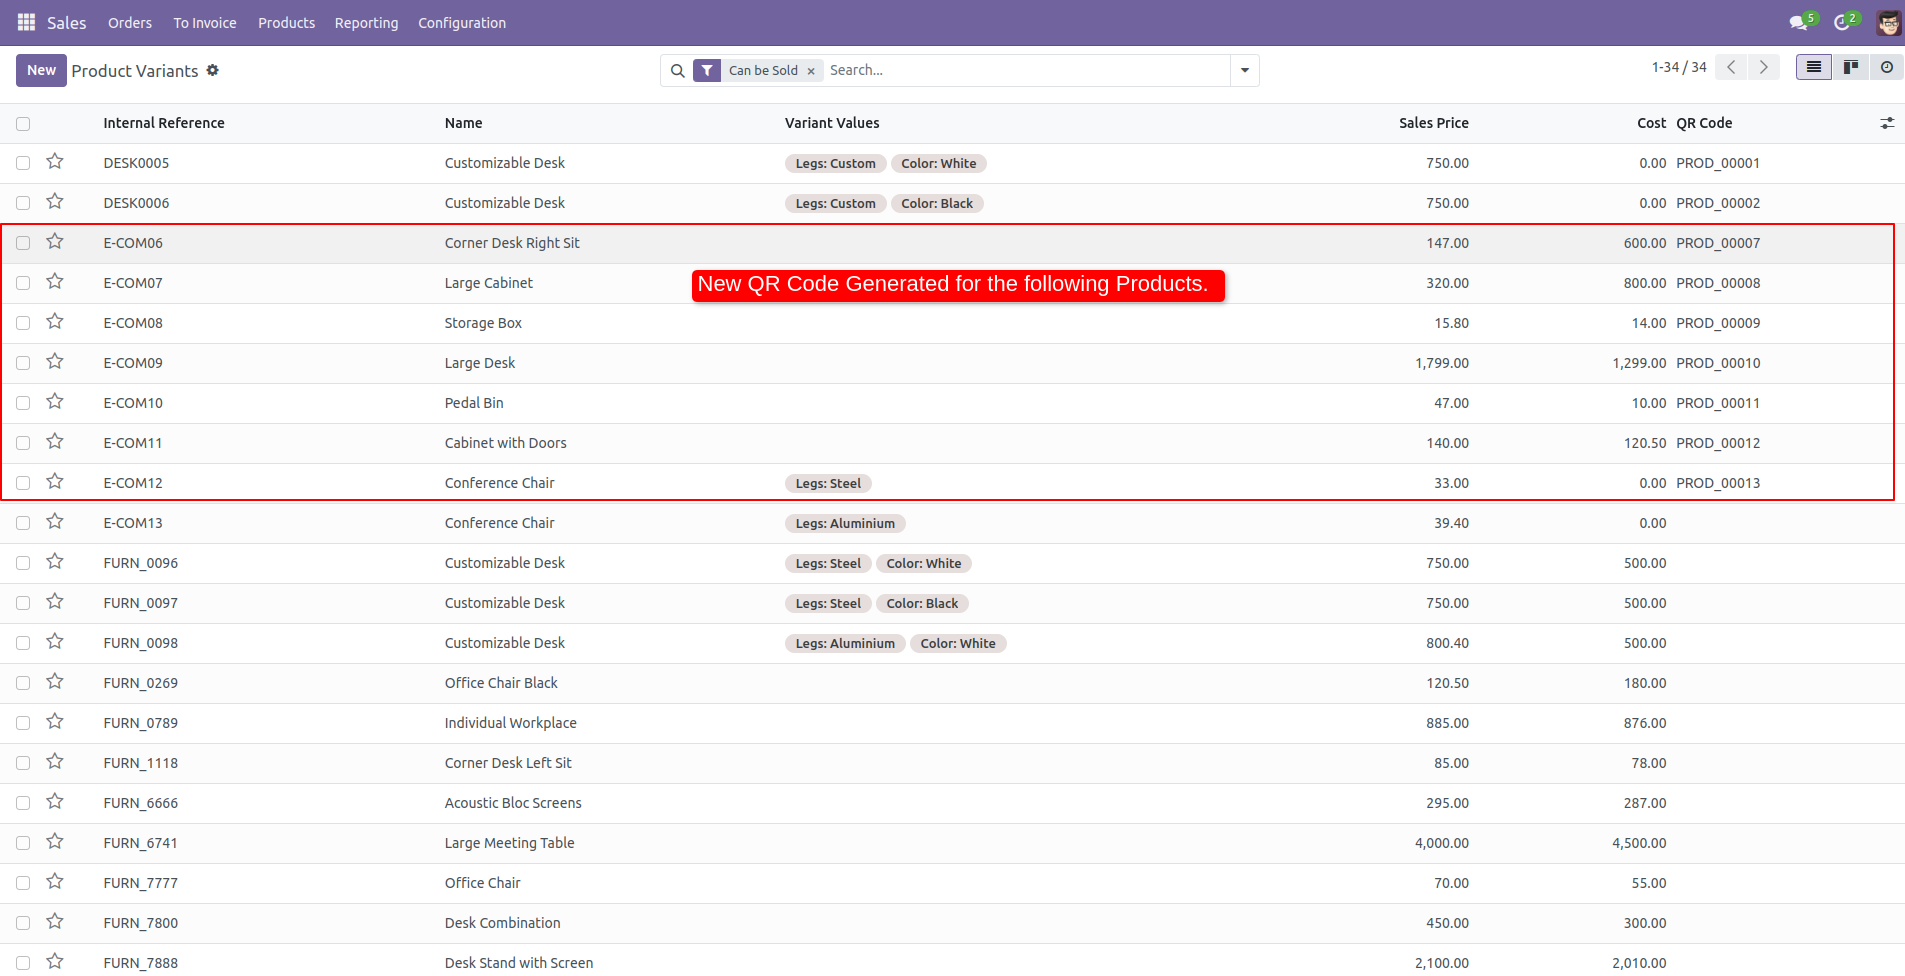 Sales Orders To Invoice Products Reporting Configuration 5 2
New Product Variants Can be Sold × Search... 1-34 / 34
Internal Reference Name Variant Values Sales Price Cost QR Code
DESK0005 Customizable Desk Legs: Custom Color: White 750.00 0.00 PROD_00001
DESK0006 Customizable Desk Legs: Custom Color: Black 750.00 0.00 PROD_00002
E-COM06 Corner Desk Right Sit 147.00 600.00 PROD_00007
E-COM07 Large Cabinet New QR Code Generated for the following Products. 320.00 800.00 PROD_00008
E-COM08 Storage Box 15.80 14.00 PROD_00009
E-COM09 Large Desk 1,799.00 1,299.00 PROD_00010
E-COM10 Pedal Bin 47.00 10.00 PROD_00011
E-COM11 Cabinet with Doors 140.00 120.50 PROD_00012
E-COM12 Conference Chair Legs: Steel 33.00 0.00 PROD_00013
E-COM13 Conference Chair Legs: Aluminium 39.40 0.00
FURN_0096 Customizable Desk Legs: Steel Color: White 750.00 500.00
FURN_0097 Customizable Desk Legs: Steel Color: Black 750.00 500.00
FURN_0098 Customizable Desk Legs: Aluminium Color: White 800.40 500.00
FURN_0269 Office Chair Black 120.50 180.00
FURN_0789 Individual Workplace 885.00 876.00
FURN_1118 Corner Desk Left Sit 85.00 78.00
FURN_6666 Acoustic Bloc Screens 295.00 287.00
FURN_6741 Large Meeting Table 4,000.00 4,500.00
FURN_7777 Office Chair 70.00 55.00
FURN_7800 Desk Combination 450.00 300.00
FURN_7888 Desk Stand with Screen 2,100.00 2,010.00